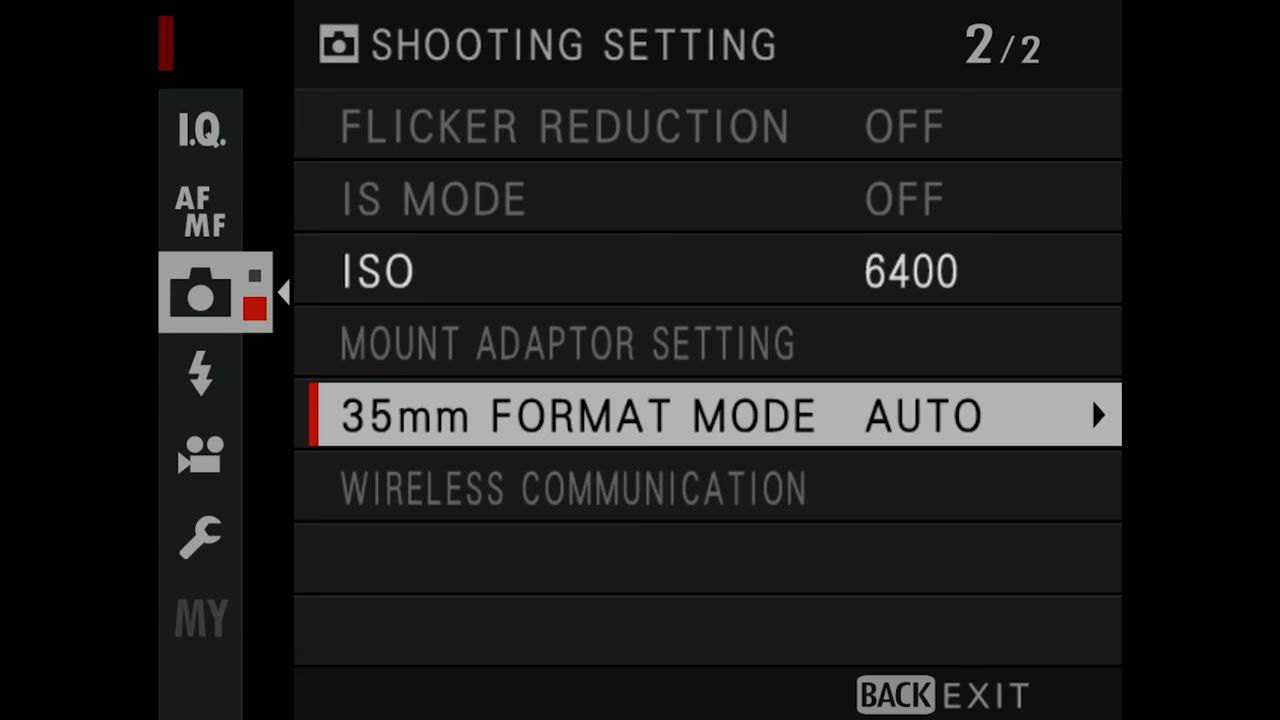 SHOOTING SETTING 2/2
I.Q.
AF
MF
MY
FLICKER REDUCTION OFF
IS MODE OFF
ISO 6400
MOUNT ADAPTOR SETTING
35mm FORMAT MODE AUTO
WIRELESS COMMUNICATION
BACK EXIT